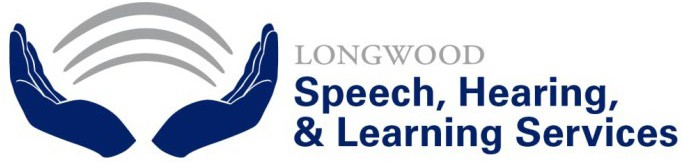 LONGWOOD
Speech, Hearing,
& Learning Services